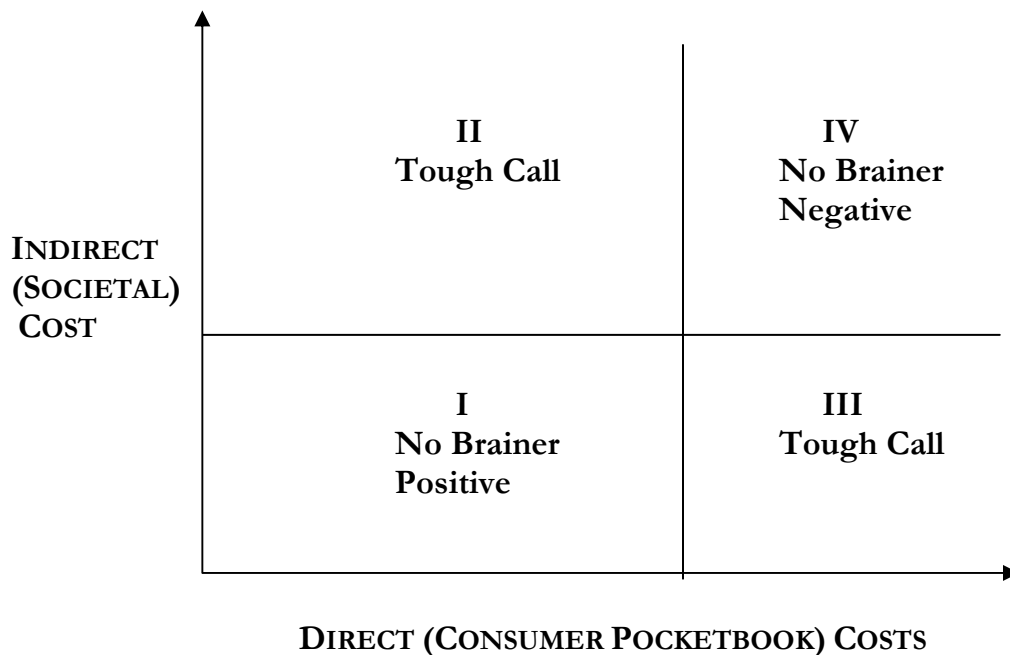 II
Tough Call
IV
No Brainer
Negative
INDIRECT
(SOCIETAL)
COST
I
No Brainer
Positive
III
Tough Call
DIRECT (CONSUMER POCKETBOOK) COSTS